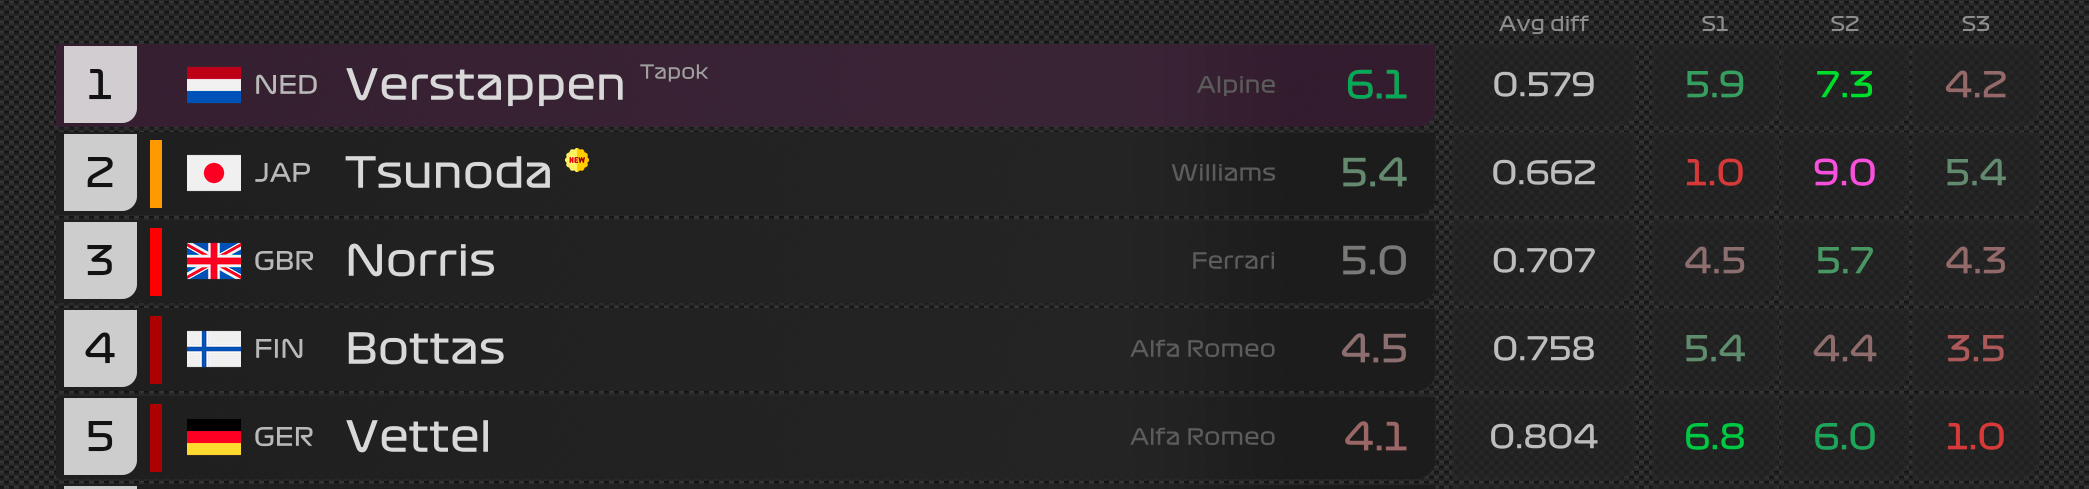 Avg diff S1 S2 S3
1 NED Verstappen Tapok Alpine 6.1 0.579 5.9 7.3 4.2
2 JAP Tsunoda NEW Williams 5.4 0.662 1.0 9.0 5.4
3 GBR Norris Ferrari 5.0 0.707 4.5 5.7 4.3
4 FIN Bottas Alfa Romeo 4.5 0.758 5.4 4.4 3.5
5 GER Vettel Alfa Romeo 4.1 0.804 6.8 6.0 1.0